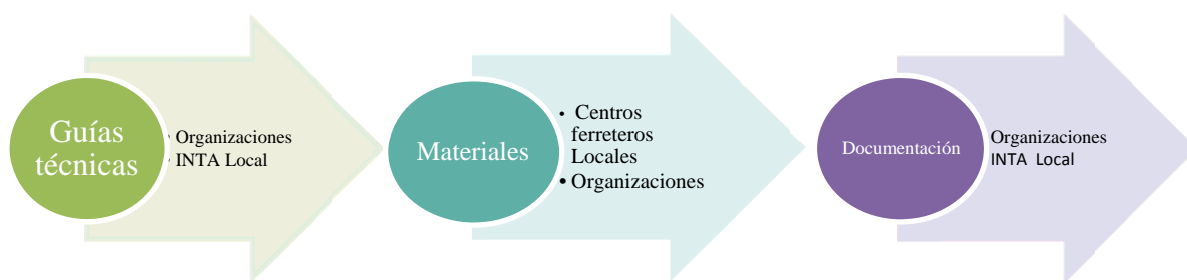 Guías
técnicas
• Organizaciones
• INTA Local
Materiales
• Centros
ferreteros
Locales
• Organizaciones
Documentación
Organizaciones
INTA Local